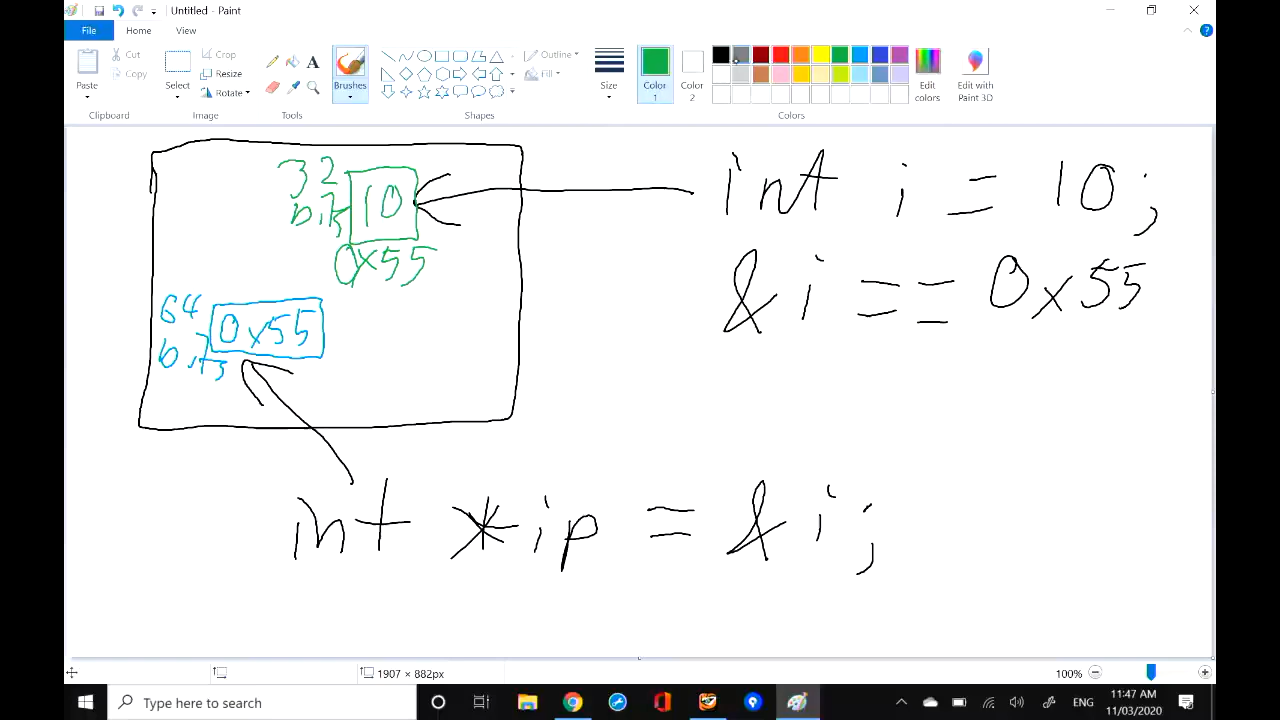 Untitled - Paint
File Home View
Paste Cut Copy Clipboard
Select Crop Resize Rotate Image
Tools
Brushes
Outline Fill Shapes
Size
Color 1 Color 2 Edit colors Edit with Paint 3D Colors
32 bits 10
0x55
int i = 10;
&i == 0x55
64 bits 0x55
int *ip = &i;
1907 × 882px
100%
Type here to search
ENG
11:47 AM
11/03/2020